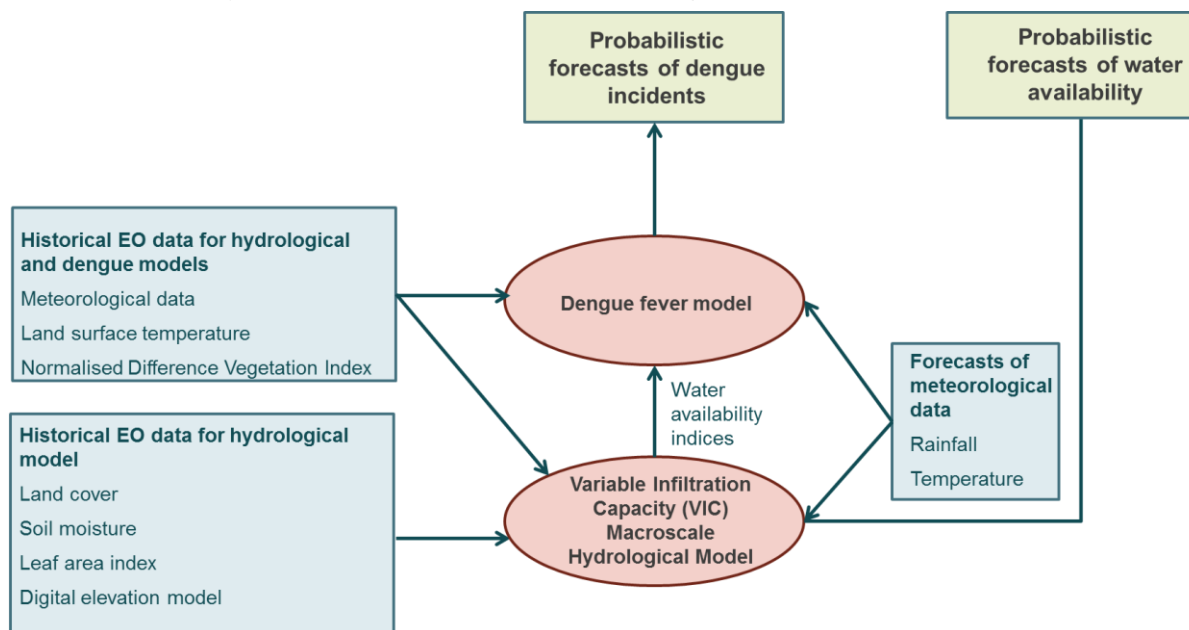 Probabilistic
forecasts of dengue
incidents
Probabilistic
forecasts of water
availability
Historical EO data for hydrological
and dengue models
Meteorological data
Land surface temperature
Normalised Difference Vegetation Index
Dengue fever model
Water
availability
indices
Forecasts of
meteorological
data
Rainfall
Temperature
Historical EO data for hydrological
model
Land cover
Soil moisture
Leaf area index
Digital elevation model
Variable Infiltration
Capacity (VIC)
Macroscale
Hydrological Model